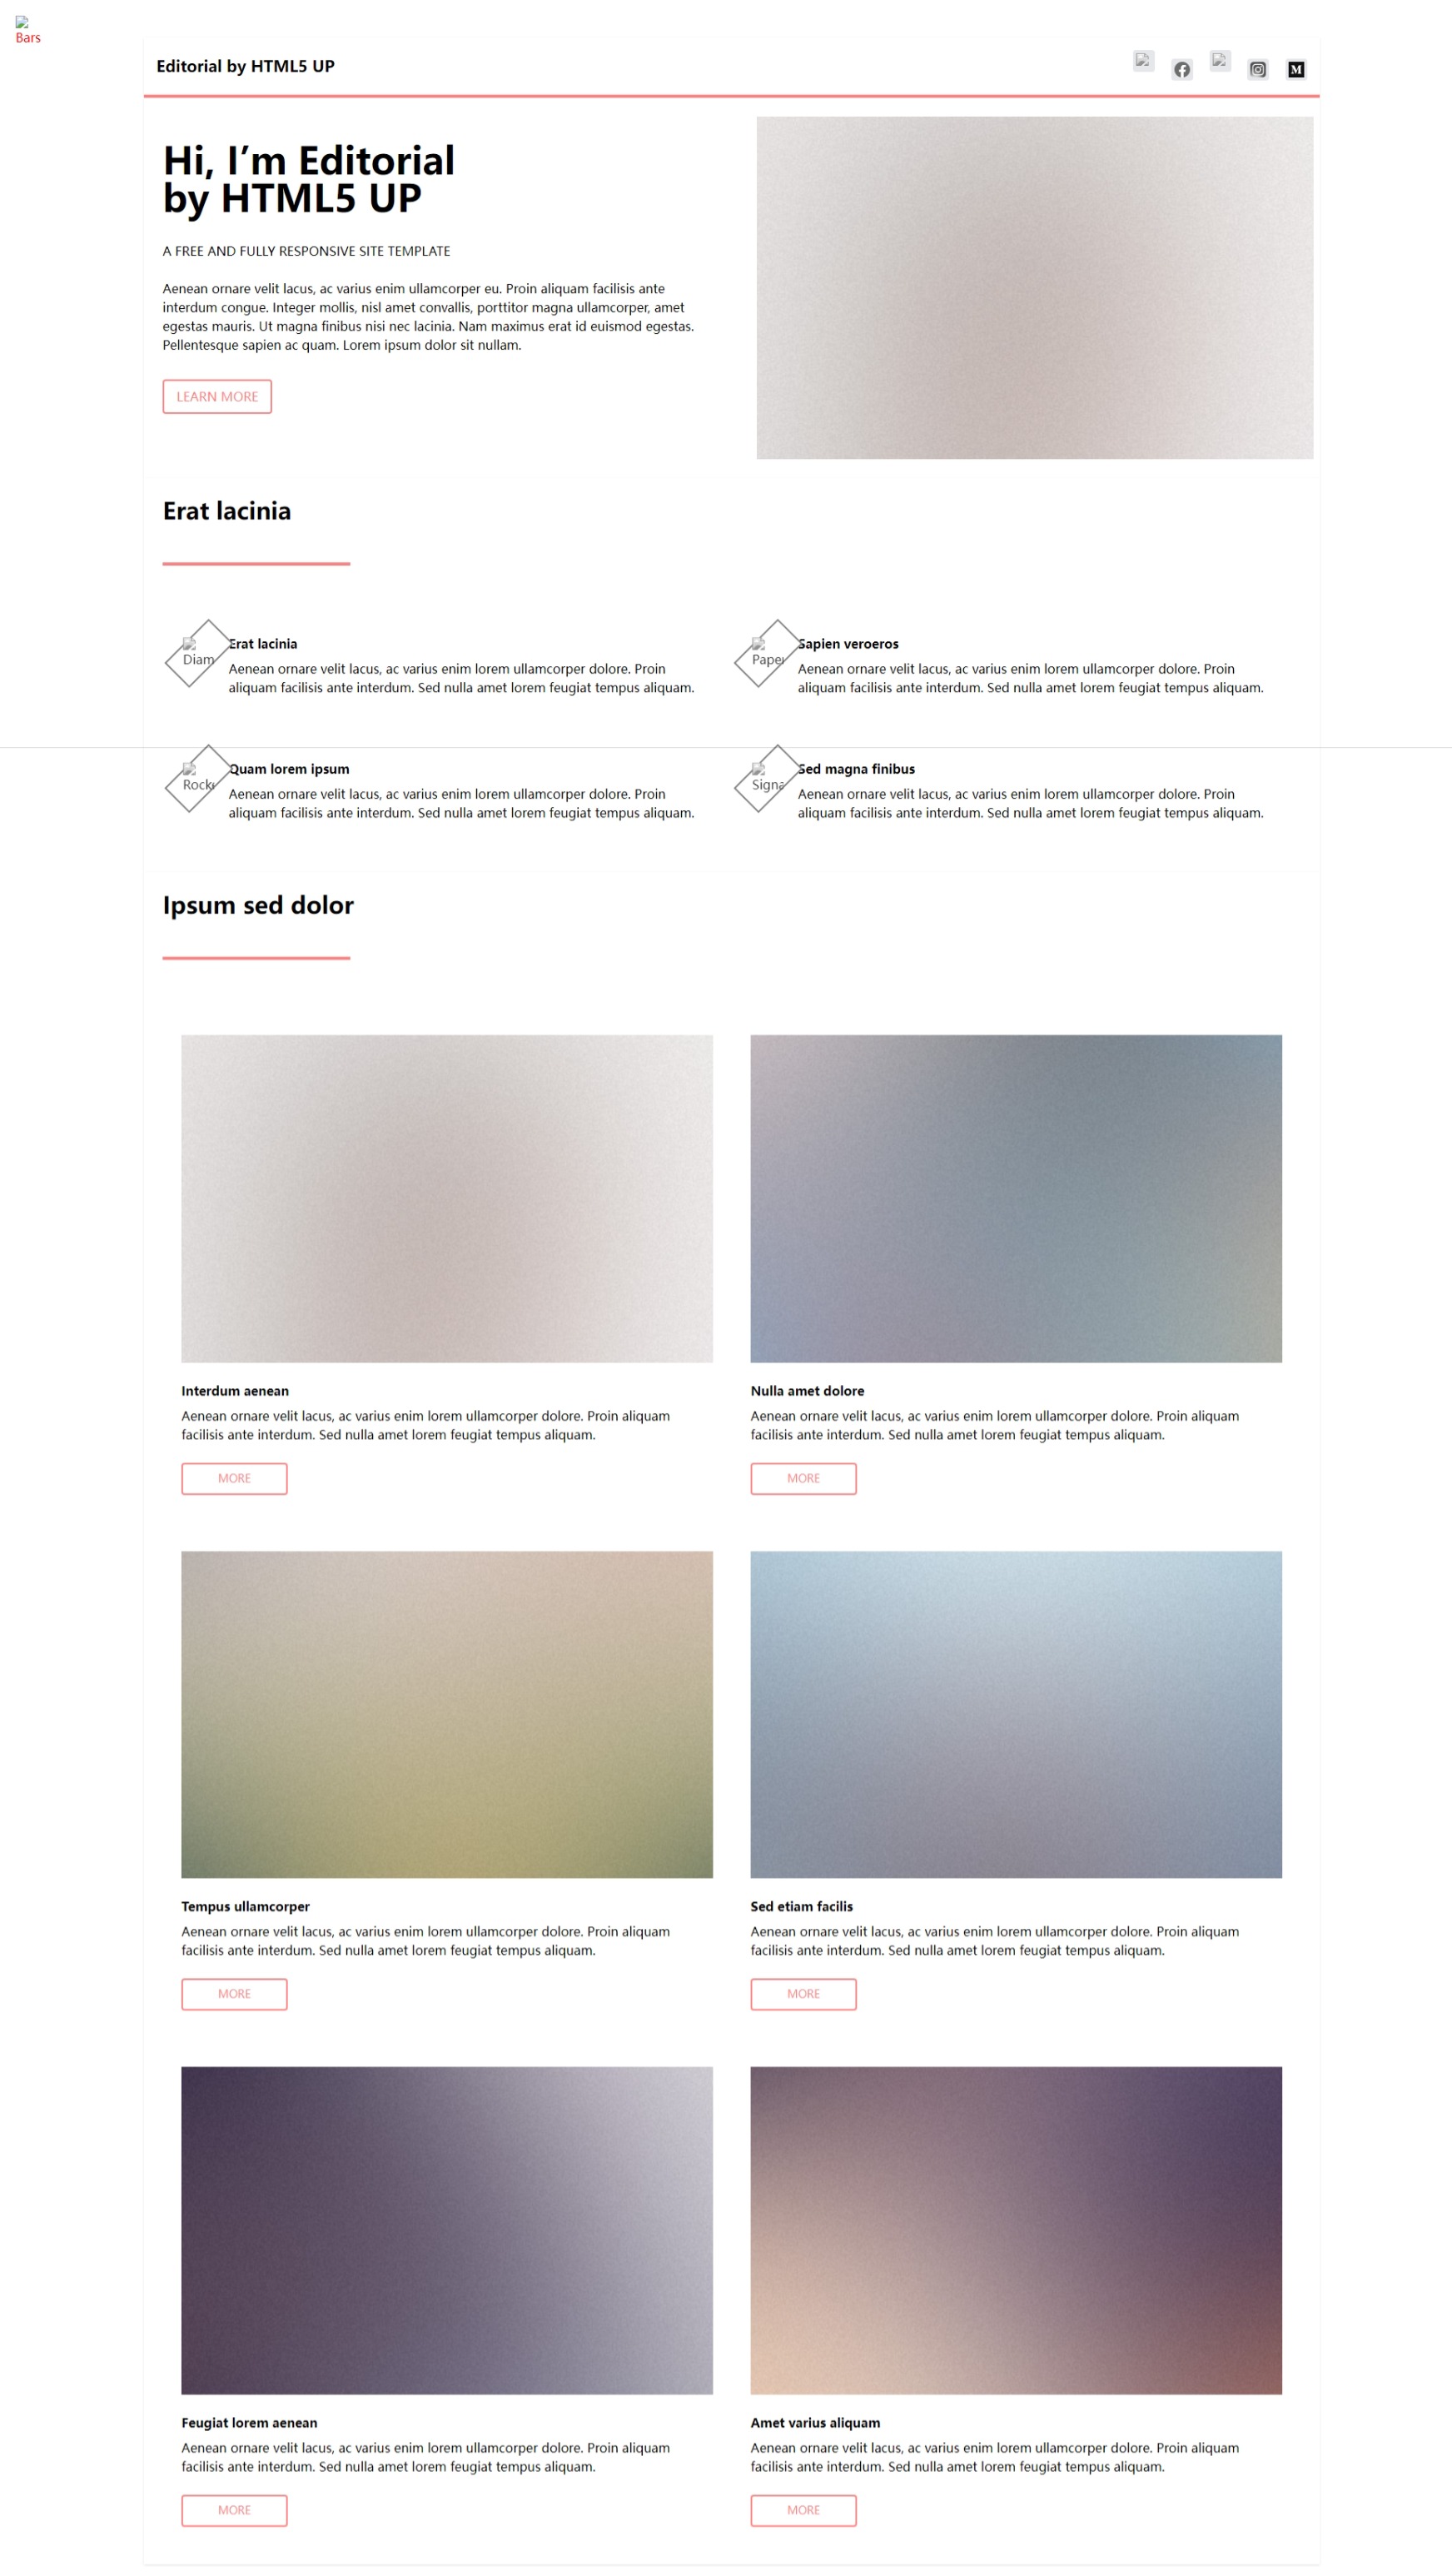 Bars
Editorial by HTML5 UP
M
Hi, I’m Editorial
by HTML5 UP
A FREE AND FULLY RESPONSIVE SITE TEMPLATE
Aenean ornare velit lacus, ac varius enim ullamcorper eu. Proin aliquam facilisis ante
interdum congue. Integer mollis, nisl amet convallis, porttitor magna ullamcorper, amet
egestas mauris. Ut magna finibus nisi nec lacinia. Nam maximus erat id euismod egestas.
Pellentesque sapien ac quam. Lorem ipsum dolor sit nullam.
LEARN MORE
Erat lacinia
Diam
Erat lacinia
Aenean ornare velit lacus, ac varius enim lorem ullamcorper dolore. Proin
aliquam facilisis ante interdum. Sed nulla amet lorem feugiat tempus aliquam.
Pape
Sapien veroeros
Aenean ornare velit lacus, ac varius enim lorem ullamcorper dolore. Proin
aliquam facilisis ante interdum. Sed nulla amet lorem feugiat tempus aliquam.
Rock
Quam lorem ipsum
Aenean ornare velit lacus, ac varius enim lorem ullamcorper dolore. Proin
aliquam facilisis ante interdum. Sed nulla amet lorem feugiat tempus aliquam.
Signa
Sed magna finibus
Aenean ornare velit lacus, ac varius enim lorem ullamcorper dolore. Proin
aliquam facilisis ante interdum. Sed nulla amet lorem feugiat tempus aliquam.
Ipsum sed dolor
Interdum aenean
Aenean ornare velit lacus, ac varius enim lorem ullamcorper dolore. Proin aliquam
facilisis ante interdum. Sed nulla amet lorem feugiat tempus aliquam.
MORE
Nulla amet dolore
Aenean ornare velit lacus, ac varius enim lorem ullamcorper dolore. Proin aliquam
facilisis ante interdum. Sed nulla amet lorem feugiat tempus aliquam.
MORE
Tempus ullamcorper
Aenean ornare velit lacus, ac varius enim lorem ullamcorper dolore. Proin aliquam
facilisis ante interdum. Sed nulla amet lorem feugiat tempus aliquam.
MORE
Sed etiam facilis
Aenean ornare velit lacus, ac varius enim lorem ullamcorper dolore. Proin aliquam
facilisis ante interdum. Sed nulla amet lorem feugiat tempus aliquam.
MORE
Feugiat lorem aenean
Aenean ornare velit lacus, ac varius enim lorem ullamcorper dolore. Proin aliquam
facilisis ante interdum. Sed nulla amet lorem feugiat tempus aliquam.
MORE
Amet varius aliquam
Aenean ornare velit lacus, ac varius enim lorem ullamcorper dolore. Proin aliquam
facilisis ante interdum. Sed nulla amet lorem feugiat tempus aliquam.
MORE